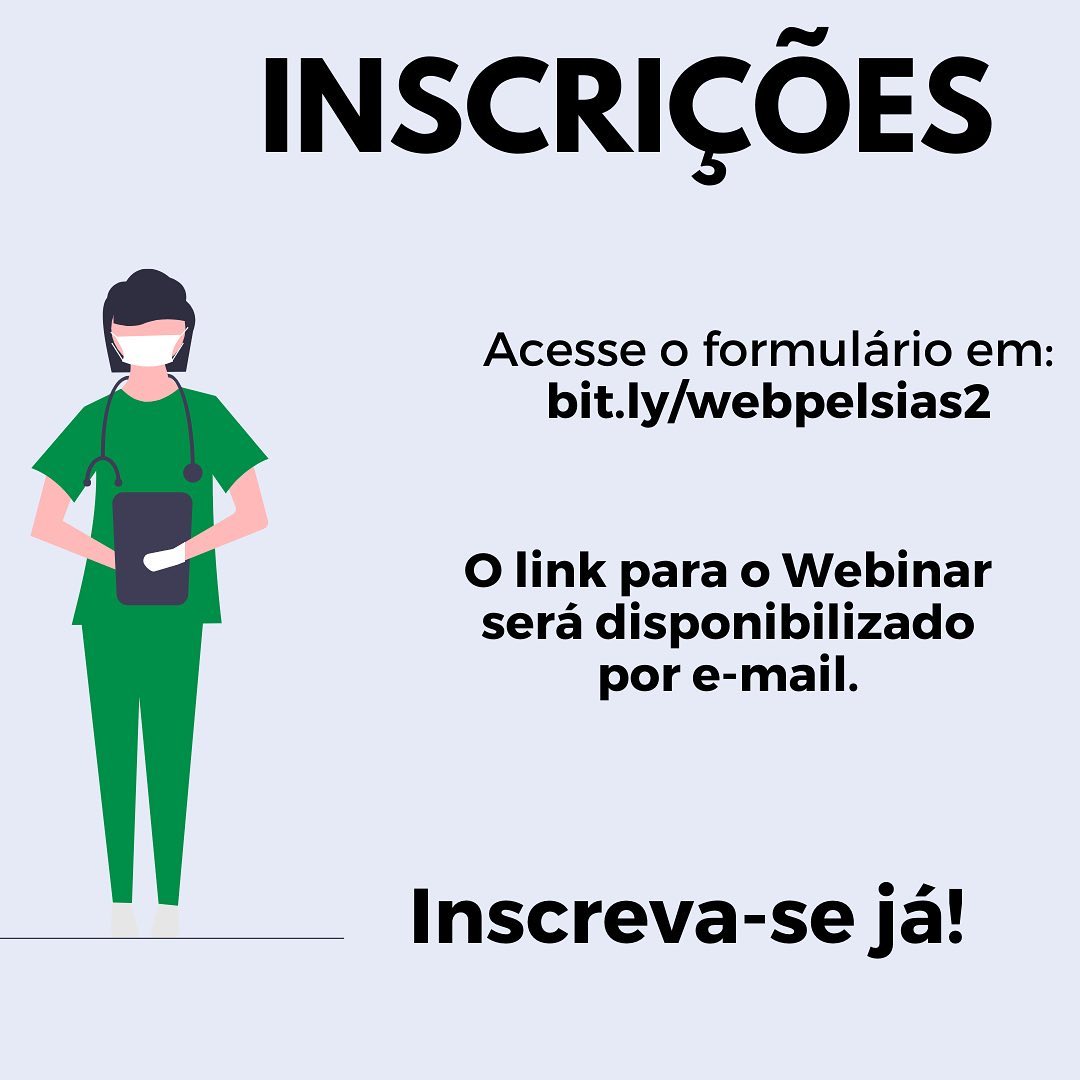 INSCRIÇÕES
Acesse o formulário em:
bit.ly/webpelsias2
O link para o Webinar
será disponibilizado
por e-mail.
Inscreva-se já!